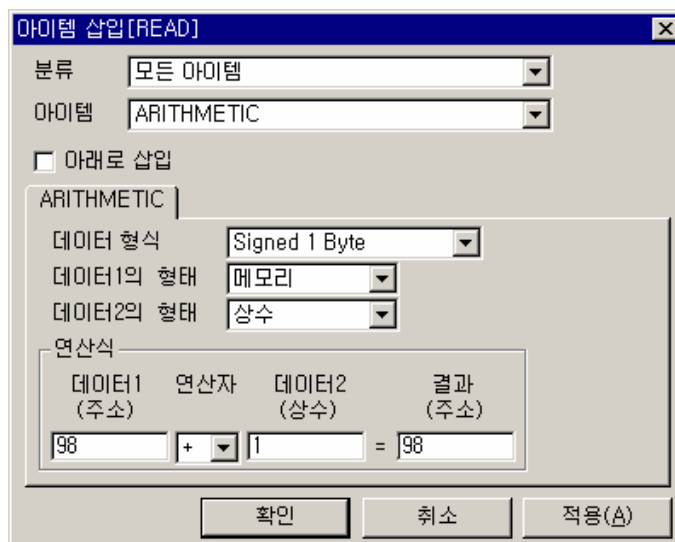 아이템 삽입[READ]
분류 모든 아이템
아이템 ARITHMETIC
아래로 삽입
ARITHMETIC
데이터 형식 Signed 1 Byte
데이터1의 형태 메모리
데이터2의 형태 상수
연산식
데이터1 연산자 데이터2 결과
(주소) (상수) (주소)
98 + 1 = 98
확인 취소 적용(A)